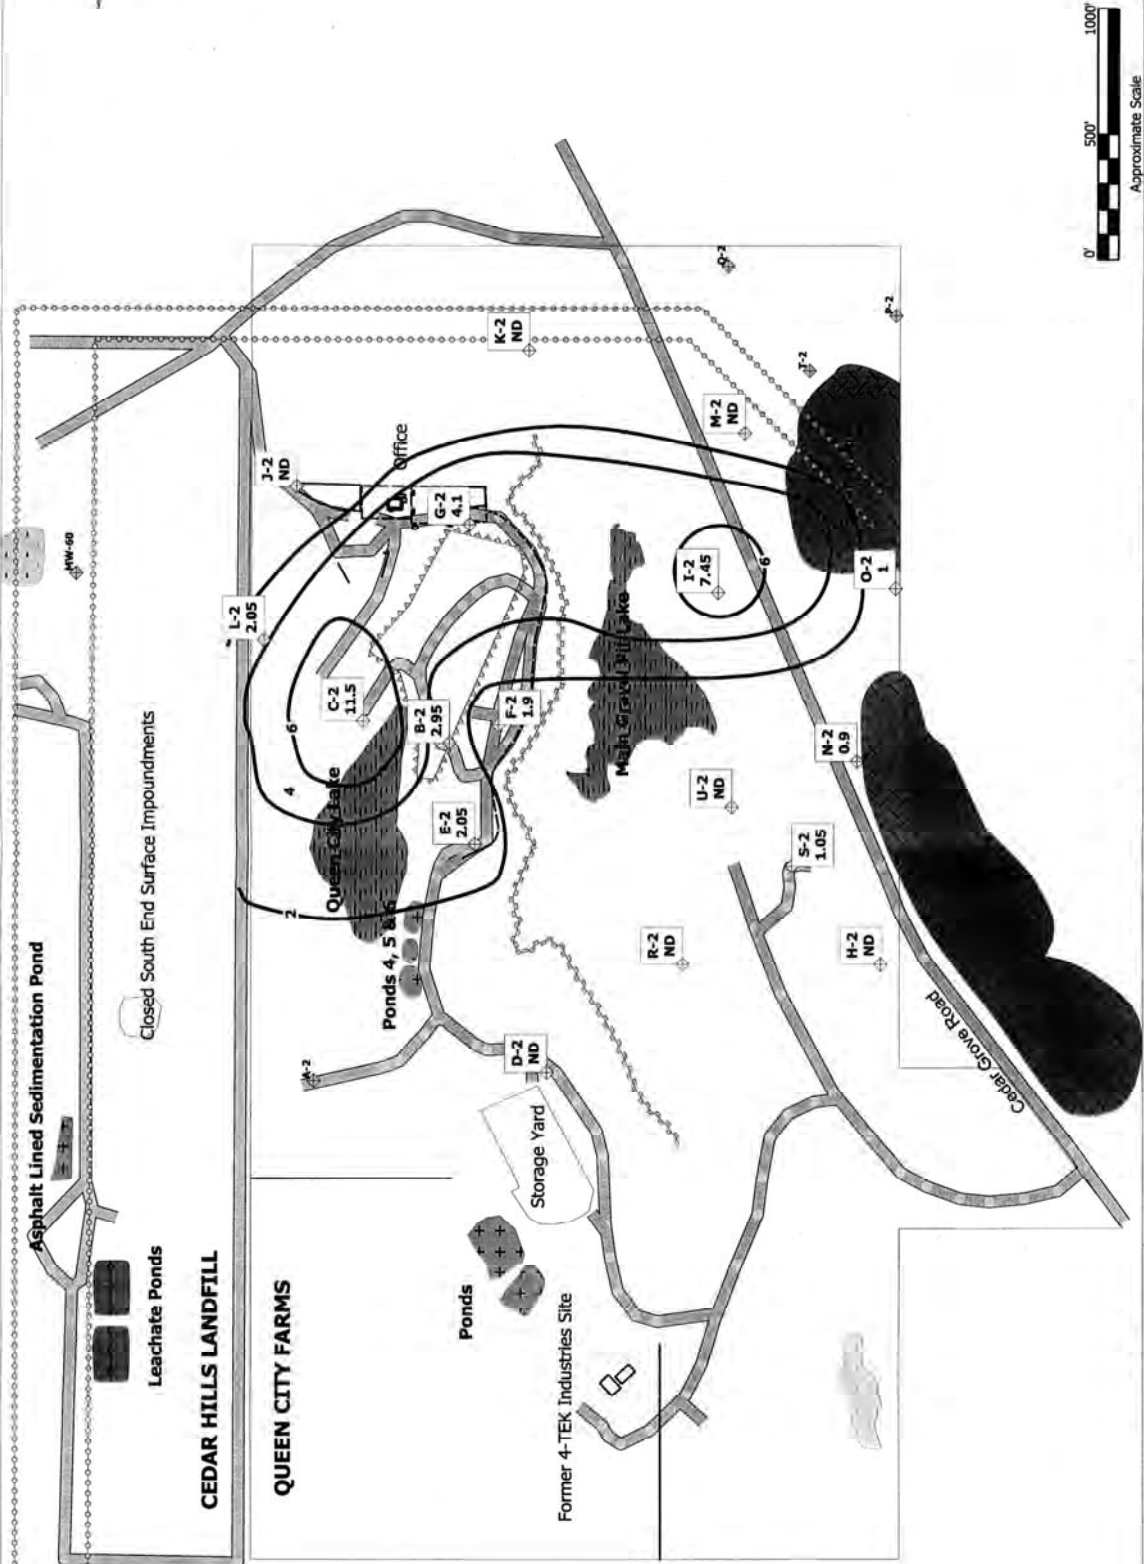 Asphalt Lined Sedimentation Pond
Leachate Ponds
Closed South End Surface Impoundments
MW-60
CEDAR HILLS LANDFILL
QUEEN CITY FARMS
L-2
2.05
J-2
ND
A-2
2
4
6
Queen City Lake
C-2
11.5
Office
Ponds 4, 5 & 6
B-2
2.95
G-2
4.1
Ponds
E-2
2.05
F-2
1.9
K-2
ND
D-2
ND
Storage Yard
Former 4-TEK Industries Site
Main Gravel Pit Lake
R-2
ND
U-2
ND
I-2
7.45
6
M-2
ND
Q-2
S-2
1.05
T-2
H-2
ND
N-2
0.9
O-2
1
P-2
Cedar Grove Road
0'
500'
1000'
Approximate Scale